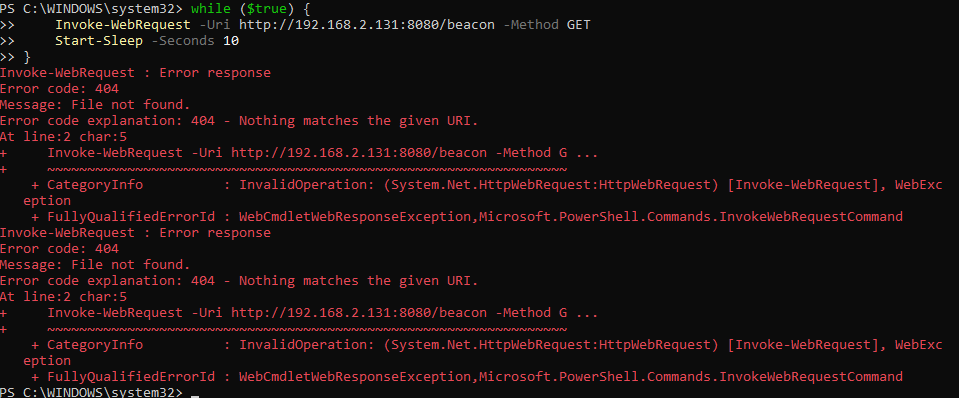 PS C:\WINDOWS\system32> while ($true) {
>>     Invoke-WebRequest -Uri http://192.168.2.131:8080/beacon -Method GET
>>     Start-Sleep -Seconds 10
>> }
Invoke-WebRequest : Error response
Error code: 404
Message: File not found.
Error code explanation: 404 - Nothing matches the given URI.
At line:2 char:5
+     Invoke-WebRequest -Uri http://192.168.2.131:8080/beacon -Method G ...
+     ~~~~~~~~~~~~~~~~~~~~~~~~~~~~~~~~~~~~~~~~~~~~~~~~~~~~~~~~~~~~~~~~~
    + CategoryInfo          : InvalidOperation: (System.Net.HttpWebRequest:HttpWebRequest) [Invoke-WebRequest], WebExc
   eption
    + FullyQualifiedErrorId : WebCmdletWebResponseException,Microsoft.PowerShell.Commands.InvokeWebRequestCommand
Invoke-WebRequest : Error response
Error code: 404
Message: File not found.
Error code explanation: 404 - Nothing matches the given URI.
At line:2 char:5
+     Invoke-WebRequest -Uri http://192.168.2.131:8080/beacon -Method G ...
+     ~~~~~~~~~~~~~~~~~~~~~~~~~~~~~~~~~~~~~~~~~~~~~~~~~~~~~~~~~~~~~~~~~
    + CategoryInfo          : InvalidOperation: (System.Net.HttpWebRequest:HttpWebRequest) [Invoke-WebRequest], WebExc
   eption
    + FullyQualifiedErrorId : WebCmdletWebResponseException,Microsoft.PowerShell.Commands.InvokeWebRequestCommand
PS C:\WINDOWS\system32> _